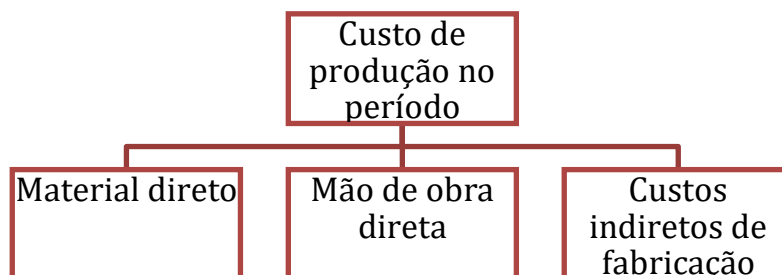 Custo de
produção no
período
Material direto
Mão de obra
direta
Custos
indiretos de
fabricação